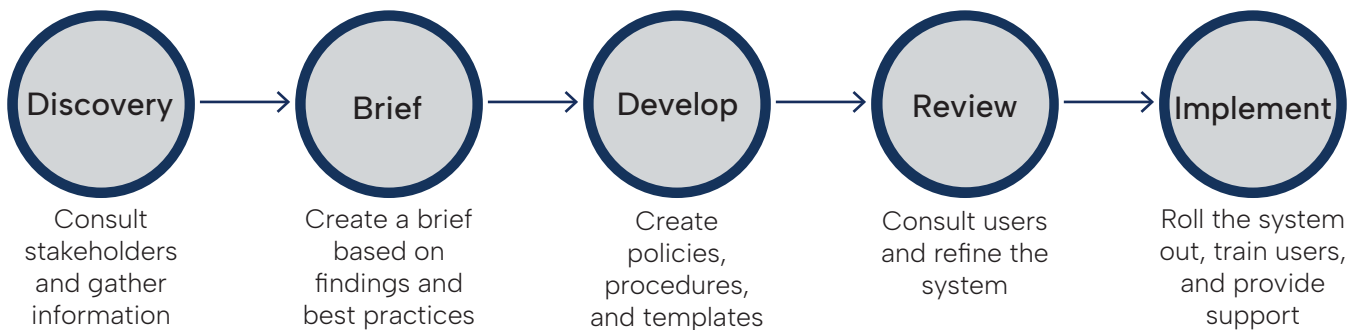 Discovery
Brief
Develop
Review
Implement
Consult
stakeholders
and gather
information
Create a brief
based on
findings and
best practices
Create
policies,
procedures,
and templates
Consult users
and refine the
system
Roll the system
out, train users,
and provide
support